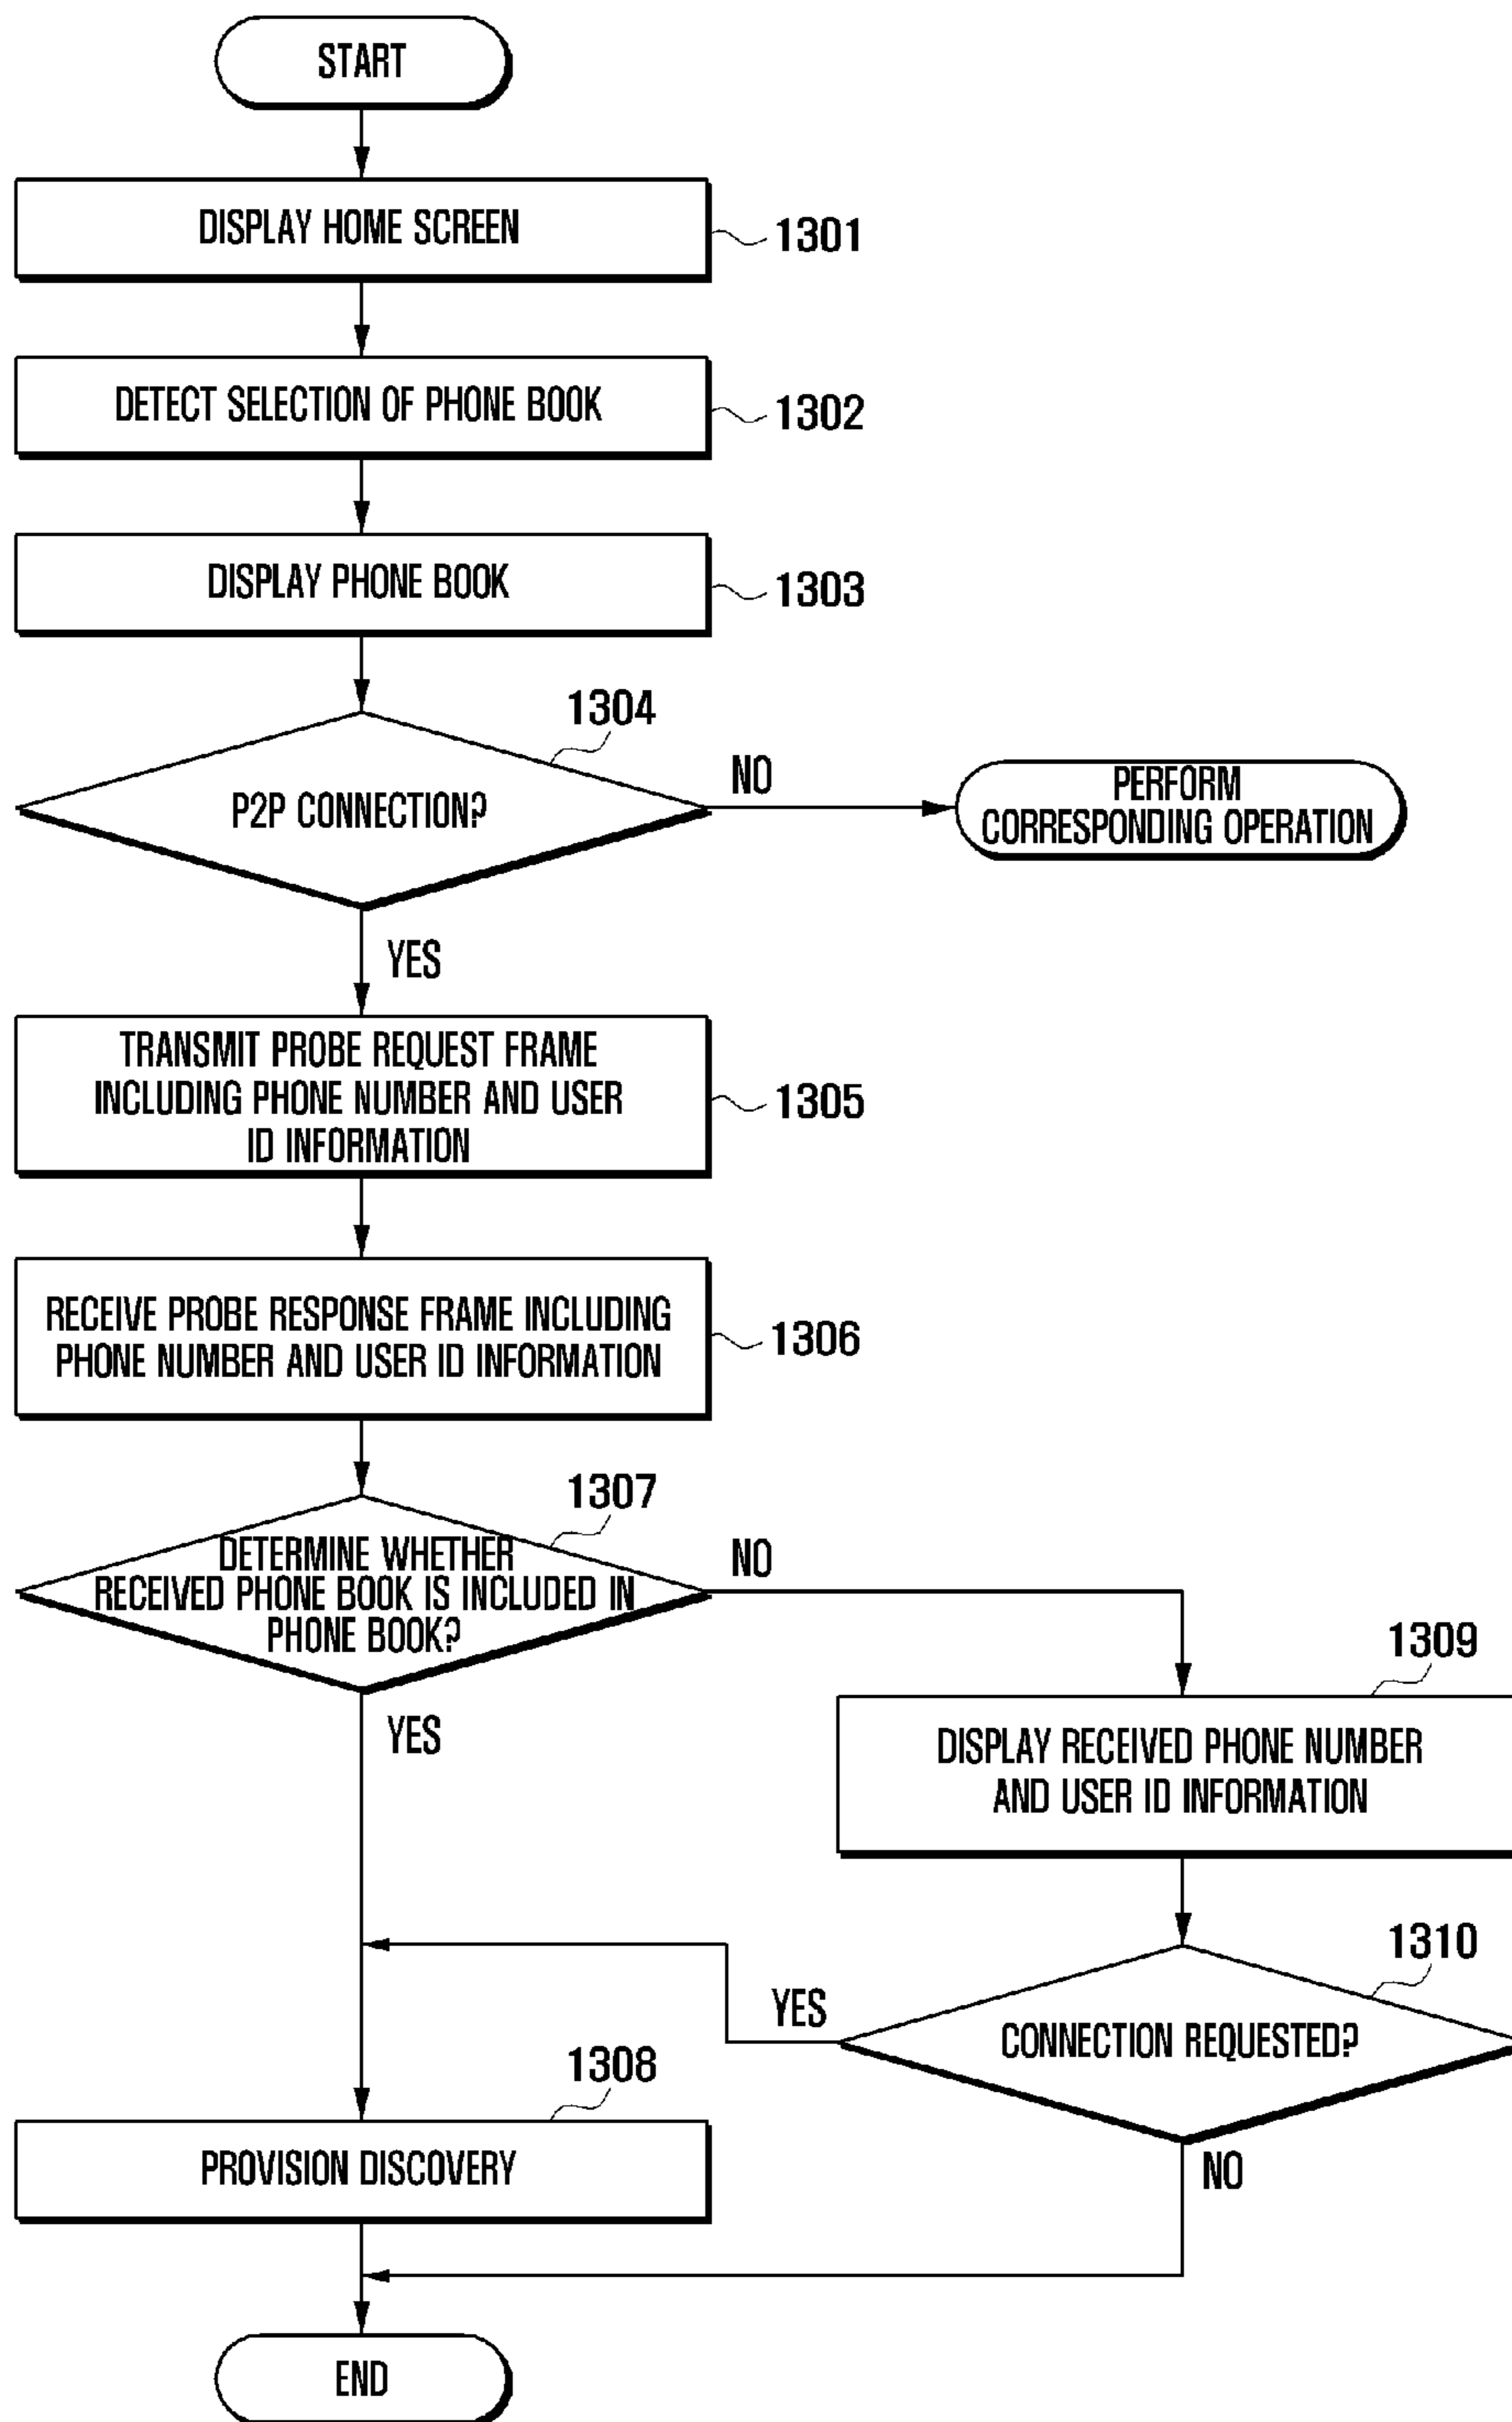 START
DISPLAY HOME SCREEN
1301
DETECT SELECTION OF PHONE BOOK
1302
DISPLAY PHONE BOOK
1303
1304
P2P CONNECTION?
NO
PERFORM
CORRESPONDING OPERATION
YES
TRANSMIT PROBE REQUEST FRAME
INCLUDING PHONE NUMBER AND USER
ID INFORMATION
1305
RECEIVE PROBE RESPONSE FRAME INCLUDING
PHONE NUMBER AND USER ID INFORMATION
1306
1307
DETERMINE WHETHER
RECEIVED PHONE BOOK IS INCLUDED IN
PHONE BOOK?
NO
YES
1309
DISPLAY RECEIVED PHONE NUMBER
AND USER ID INFORMATION
1310
CONNECTION REQUESTED?
YES
NO
1308
PROVISION DISCOVERY
END